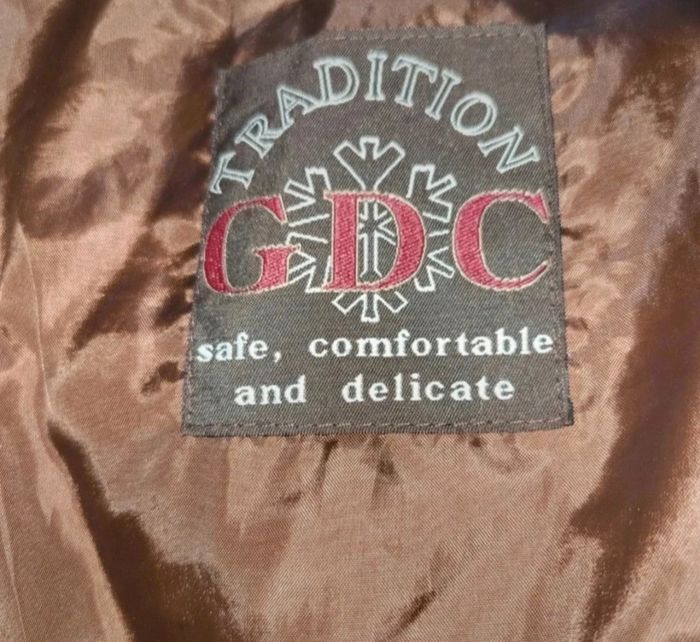 TRADITION
GDC
safe, comfortable
and delicate